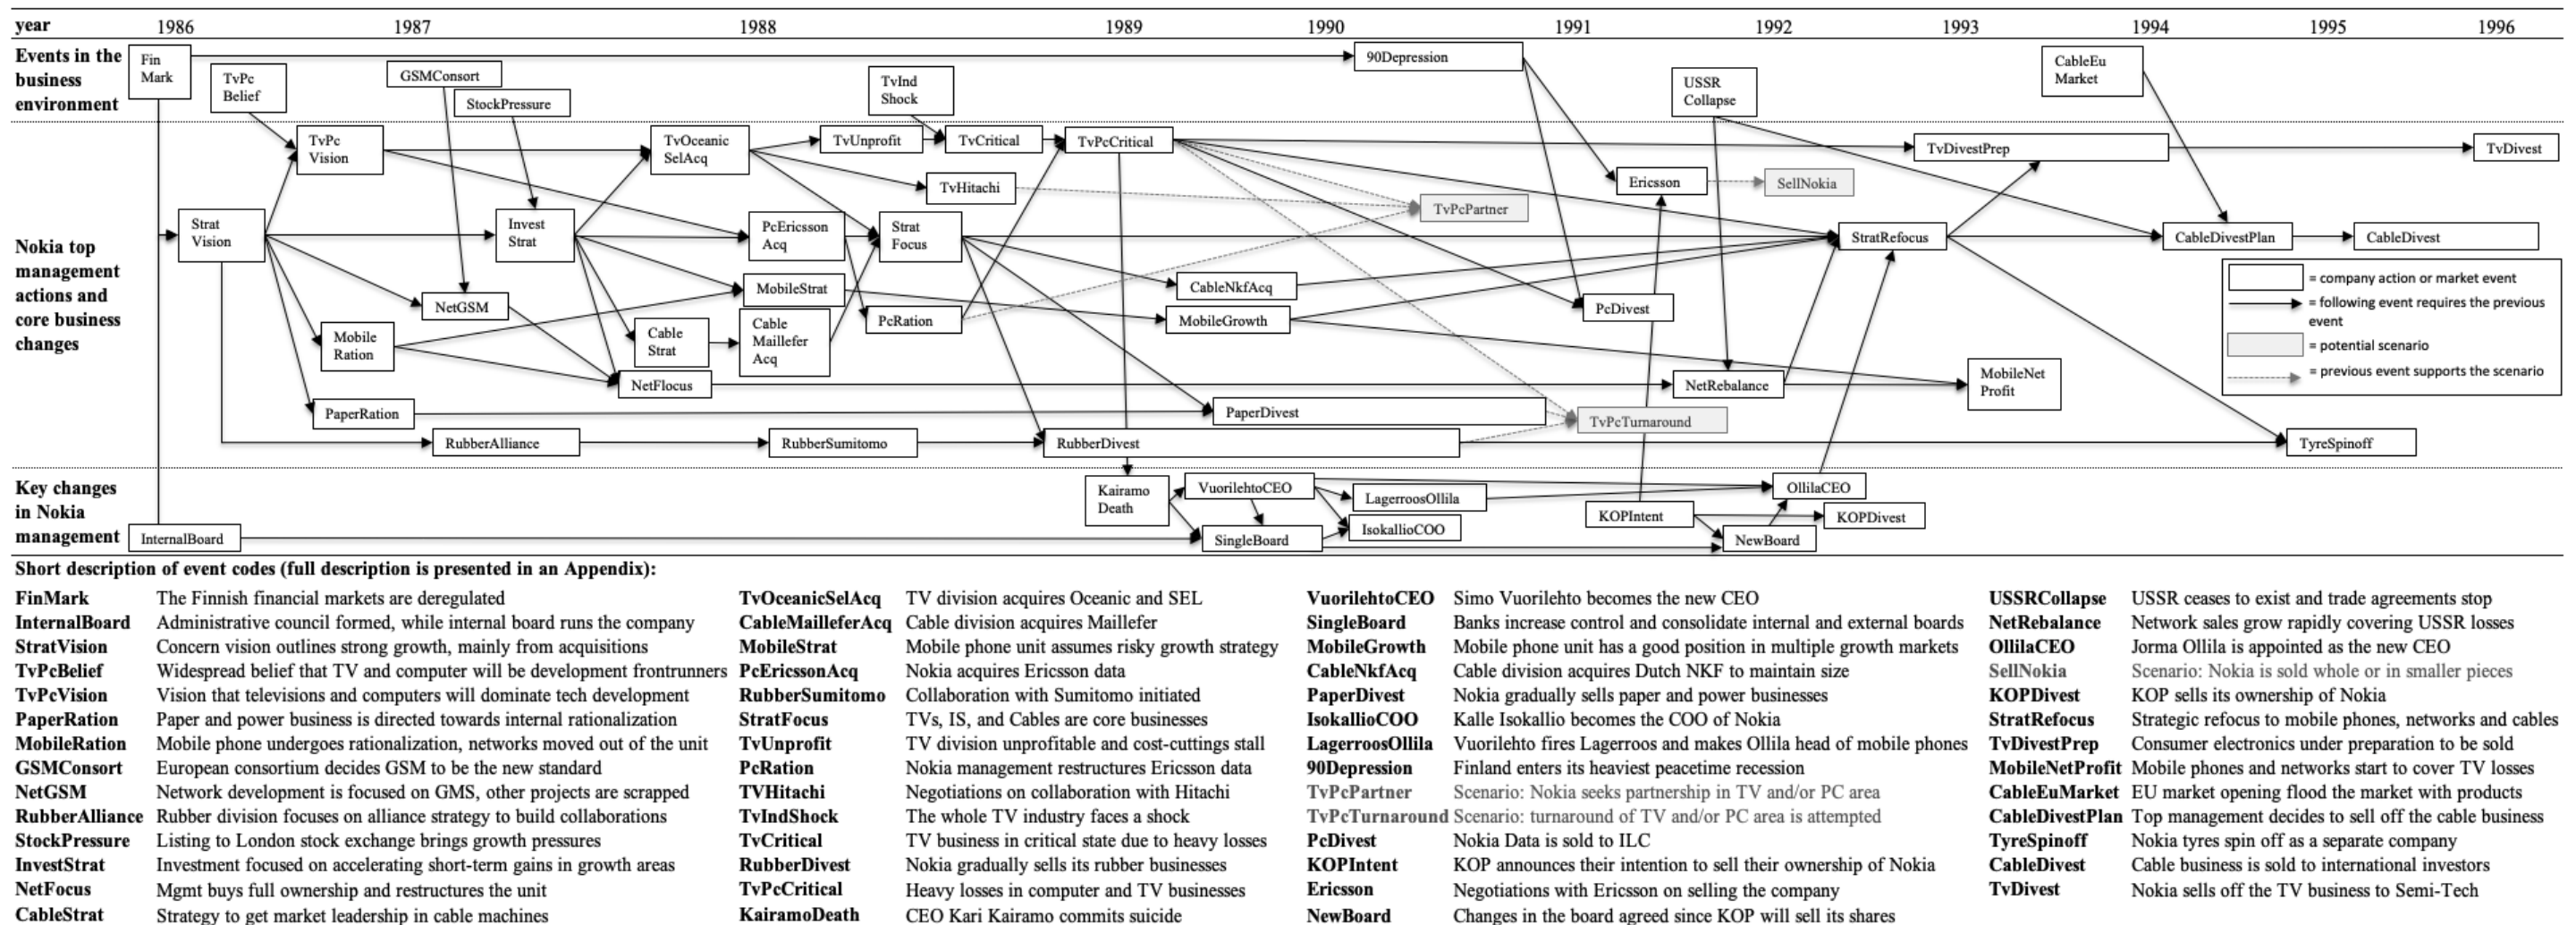 year 1986 1987 1988 1989 1990 1991 1992 1993 1994 1995 1996
Events in the
business
environment
Fin
Mark
TvPc
Belief
GSMConsort
StockPressure
TvInd
Shock
90Depression
USSR
Collapse
CableEu
Market
Nokia top
management
actions and
core business
changes
TvPc
Vision
TvOceanic
SelAcq
TvUnprofit
TvCritical
TvPcCritical
TvDivestPrep
TvDivest
TvHitachi
Ericsson
SellNokia
TvPcPartner
Strat
Vision
Invest
Strat
PcEricsson
Acq
Strat
Focus
StratRefocus
CableDivestPlan
CableDivest
MobileStrat
CableNkfAcq
NetGSM
PcDivest
Mobile
Ration
Cable
Strat
Cable
Maillefer
Acq
PcRation
MobileGrowth
NetFlocus
NetRebalance
MobileNet
Profit
PaperRation
PaperDivest
TvPcTurnaround
RubberAlliance
RubberSumitomo
RubberDivest
TyreSpinoff
= company action or market event
= following event requires the previous
event
= potential scenario
= previous event supports the scenario
Key changes
in Nokia
management
Kairamo
Death
VuorilehtoCEO
LagerroosOllila
OllilaCEO
KOPIntent
KOPDivest
IsokallioCOO
InternalBoard
SingleBoard
NewBoard
Short description of event codes (full description is presented in an Appendix):
FinMark The Finnish financial markets are deregulated
InternalBoard Administrative council formed, while internal board runs the company
StratVision Concern vision outlines strong growth, mainly from acquisitions
TvPcBelief Widespread belief that TV and computer will be development frontrunners
TvPcVision Vision that televisions and computers will dominate tech development
PaperRation Paper and power business is directed towards internal rationalization
MobileRation Mobile phone undergoes rationalization, networks moved out of the unit
GSMConsort European consortium decides GSM to be the new standard
NetGSM Network development is focused on GMS, other projects are scrapped
RubberAlliance Rubber division focuses on alliance strategy to build collaborations
StockPressure Listing to London stock exchange brings growth pressures
InvestStrat Investment focused on accelerating short-term gains in growth areas
NetFocus Mgmt buys full ownership and restructures the unit
CableStrat Strategy to get market leadership in cable machines
TvOceanicSelAcq TV division acquires Oceanic and SEL
CableMailleferAcq Cable division acquires Maillefer
MobileStrat Mobile phone unit assumes risky growth strategy
PcEricssonAcq Nokia acquires Ericsson data
RubberSumitomo Collaboration with Sumitomo initiated
StratFocus TVs, IS, and Cables are core businesses
TvUnprofit TV division unprofitable and cost-cuttings stall
PcRation Nokia management restructures Ericsson data
TVHitachi Negotiations on collaboration with Hitachi
TvIndShock The whole TV industry faces a shock
TvCritical TV business in critical state due to heavy losses
RubberDivest Nokia gradually sells its rubber businesses
TvPcCritical Heavy losses in computer and TV businesses
KairamoDeath CEO Kari Kairamo commits suicide
VuorilehtoCEO Simo Vuorilehto becomes the new CEO
SingleBoard Banks increase control and consolidate internal and external boards
MobileGrowth Mobile phone unit has a good position in multiple growth markets
CableNkfAcq Cable division acquires Dutch NKF to maintain size
PaperDivest Nokia gradually sells paper and power businesses
IsokallioCOO Kalle Isokallio becomes the COO of Nokia
LagerroosOllila Vuorilehto fires Lagerroos and makes Ollila head of mobile phones
90Depression Finland enters its heaviest peacetime recession
TvPcPartner Scenario: Nokia seeks partnership in TV and/or PC area
TvPcTurnaround Scenario: turnaround of TV and/or PC area is attempted
PcDivest Nokia Data is sold to ILC
KOPIntent KOP announces their intention to sell their ownership of Nokia
Ericsson Negotiations with Ericsson on selling the company
NewBoard Changes in the board agreed since KOP will sell its shares
USSRCollapse USSR ceases to exist and trade agreements stop
NetRebalance Network sales grow rapidly covering USSR losses
OllilaCEO Jorma Ollila is appointed as the new CEO
SellNokia Scenario: Nokia is sold whole or in smaller pieces
KOPDivest KOP sells its ownership of Nokia
StratRefocus Strategic refocus to mobile phones, networks and cables
TvDivestPrep Consumer electronics under preparation to be sold
MobileNetProfit Mobile phones and networks start to cover TV losses
CableEuMarket EU market opening flood the market with products
CableDivestPlan Top management decides to sell off the cable business
TyreSpinoff Nokia tyres spin off as a separate company
CableDivest Cable business is sold to international investors
TvDivest Nokia sells off the TV business to Semi-Tech